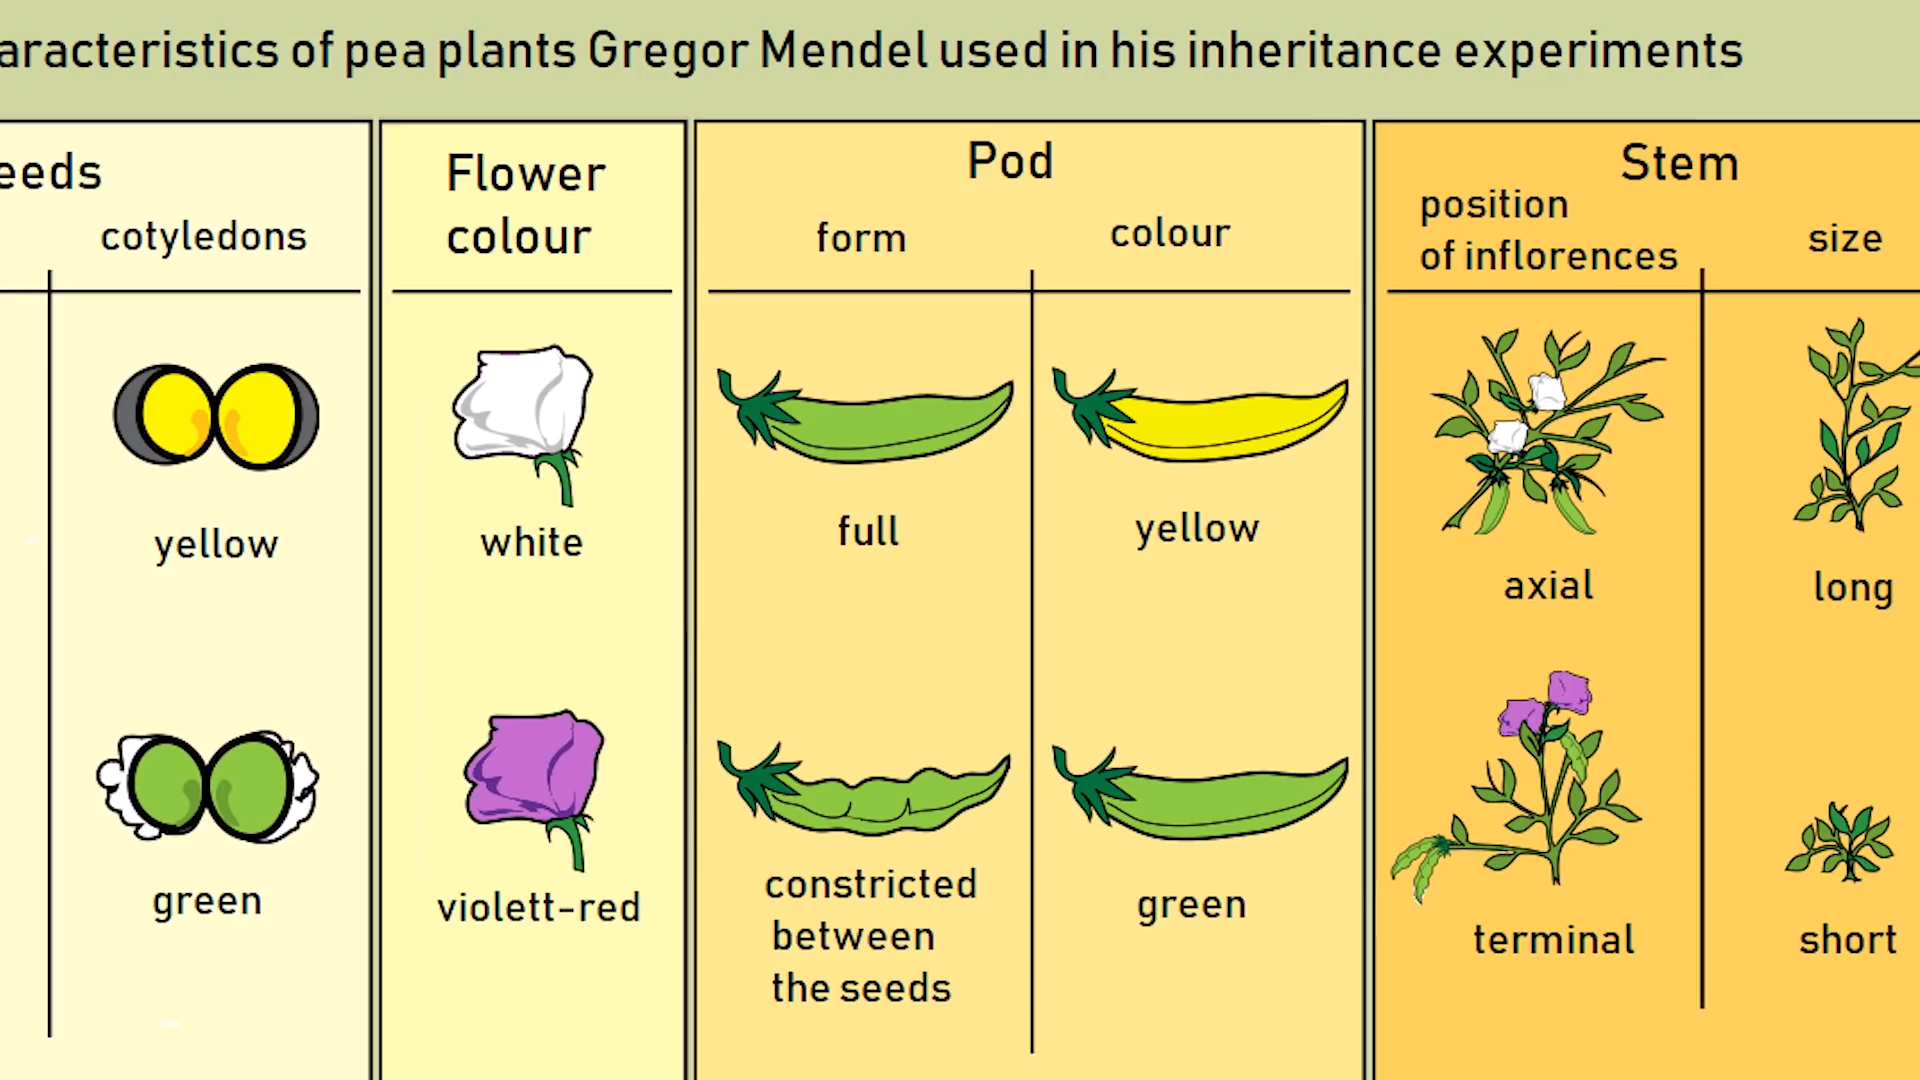 aracteristics of pea plants Gregor Mendel used in his inheritance experiments
eeds
cotyledons
yellow
green
Flower
colour
white
violett-red
Pod
form
colour
full
yellow
constricted
between
the seeds
green
Stem
position
of inflorences
size
axial
long
terminal
short